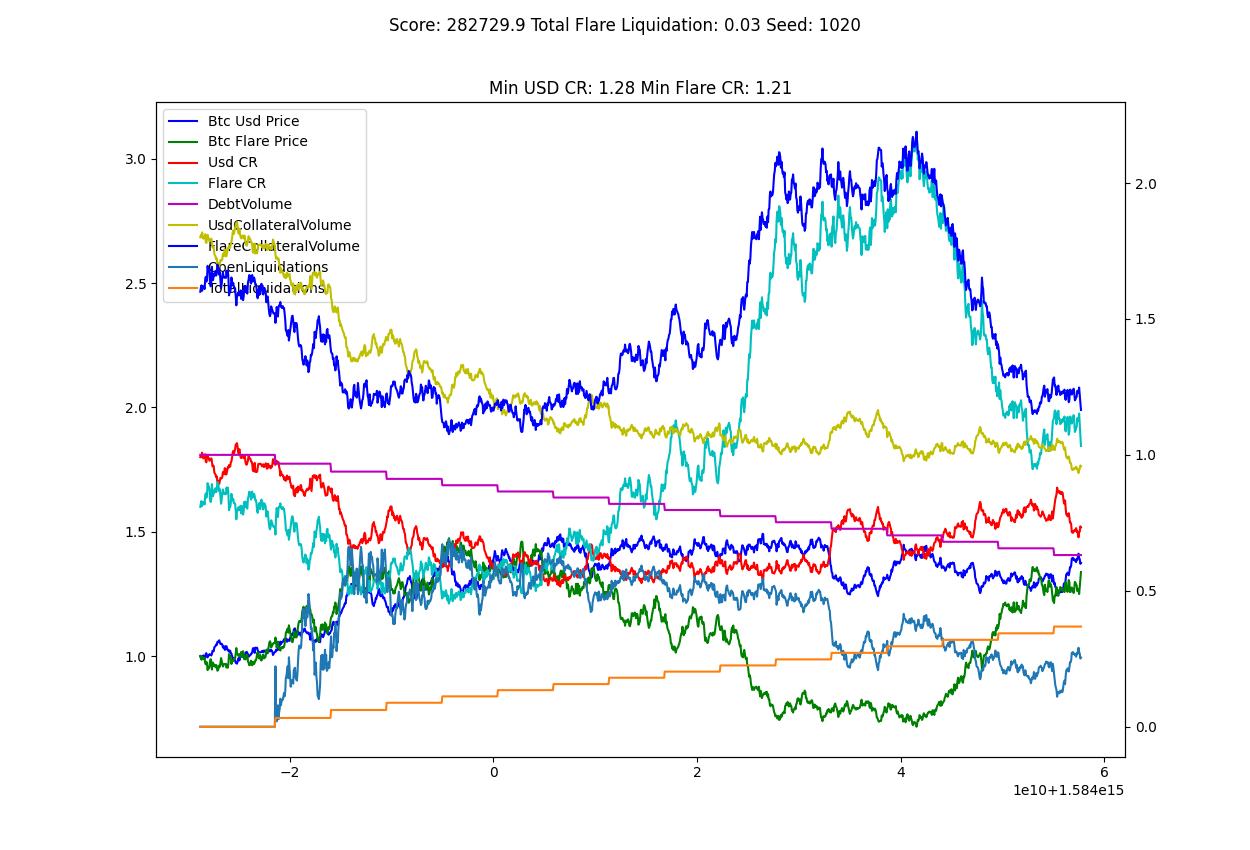 Score: 282729.9 Total Flare Liquidation: 0.03 Seed: 1020
Min USD CR: 1.28 Min Flare CR: 1.21
Btc Usd Price
Btc Flare Price
Usd CR
Flare CR
DebtVolume
UsdCollateralVolume
FlareCollateralVolume
OpenLiquidations
TotalLiquidations
3.0
2.5
2.0
1.5
1.0
2.0
1.5
1.0
0.5
0.0
−2
0
2
4
6
1e10+1.584e15